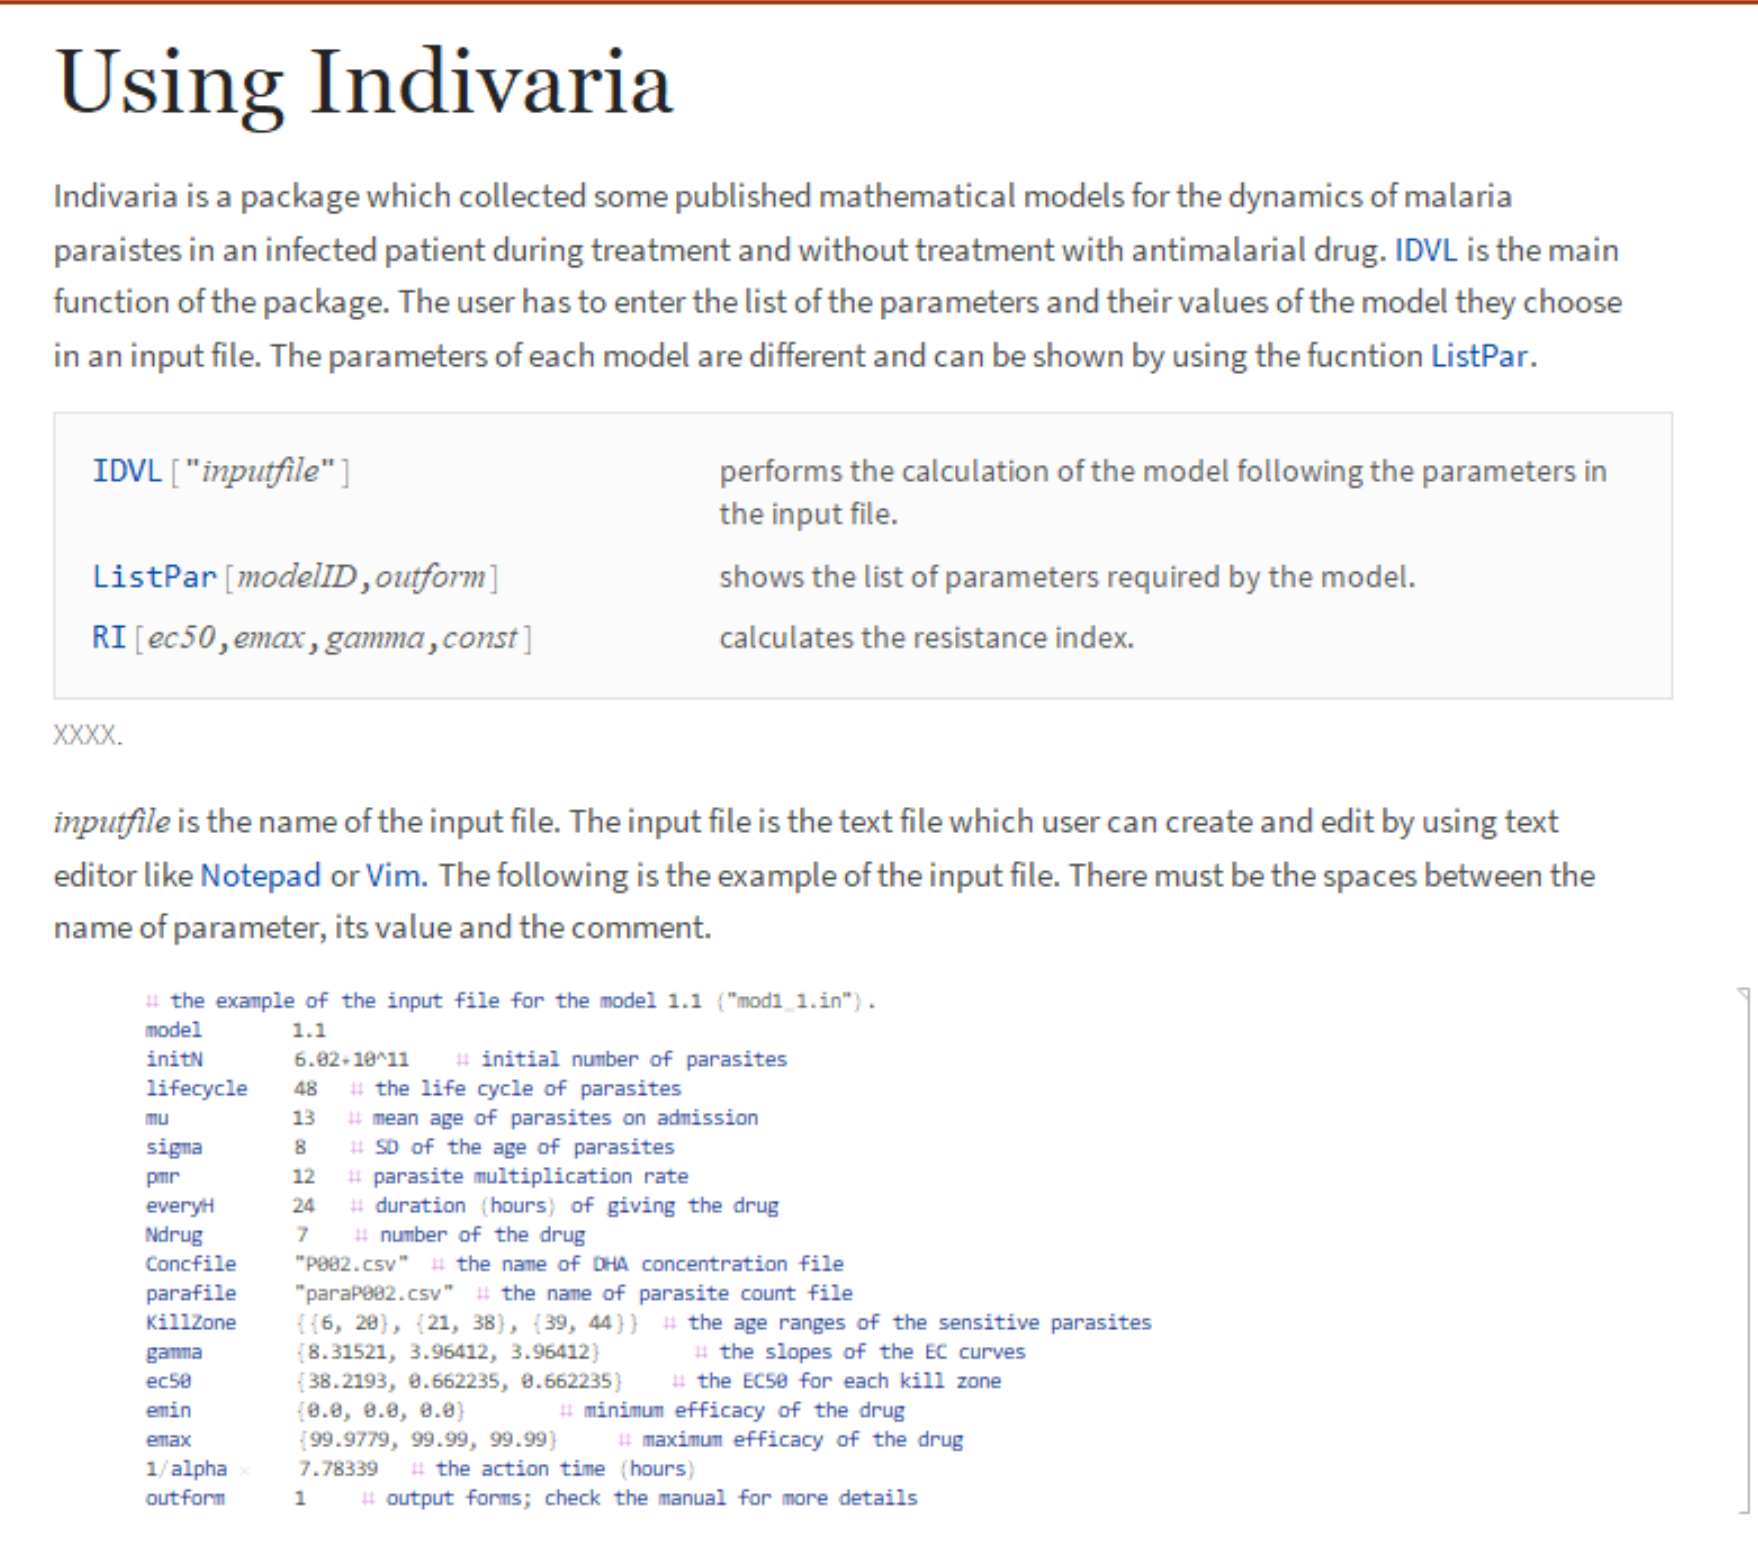 Using Indivaria
Indivaria is a package which collected some published mathematical models for the dynamics of malaria
paraistes in an infected patient during treatment and without treatment with antimalarial drug. IDVL is the main
function of the package. The user has to enter the list of the parameters and their values of the model they choose
in an input file. The parameters of each model are different and can be shown by using the fucntion ListPar.
IDVL["inputfile"] performs the calculation of the model following the parameters in
the input file.
ListPar[modelID,outform] shows the list of parameters required by the model.
RI[ec50,emax,gamma,const] calculates the resistance index.
XXXX.
inputfile is the name of the input file. The input file is the text file which user can create and edit by using text
editor like Notepad or Vim. The following is the example of the input file. There must be the spaces between the
name of parameter, its value and the comment.
# the example of the input file for the model 1.1 ("mod1_1.in").
model 1.1
initN 6.02*10^11 # initial number of parasites
lifecycle 48 # the life cycle of parasites
mu 13 # mean age of parasites on admission
sigma 8 # SD of the age of parasites
pmr 12 # parasite multiplication rate
everyH 24 # duration (hours) of giving the drug
Ndrug 7 # number of the drug
Concfile "P002.csv" # the name of DHA concentration file
parafile "paraP002.csv" # the name of parasite count file
KillZone {{6, 20}, {21, 38}, {39, 44}} # the age ranges of the sensitive parasites
gamma {8.31521, 3.96412, 3.96412} # the slopes of the EC curves
ec50 {38.2193, 0.662235, 0.662235} # the EC50 for each kill zone
emin {0.0, 0.0, 0.0} # minimum efficacy of the drug
emax {99.9779, 99.99, 99.99} # maximum efficacy of the drug
1/alpha × 7.78339 # the action time (hours)
outform 1 # output forms; check the manual for more details